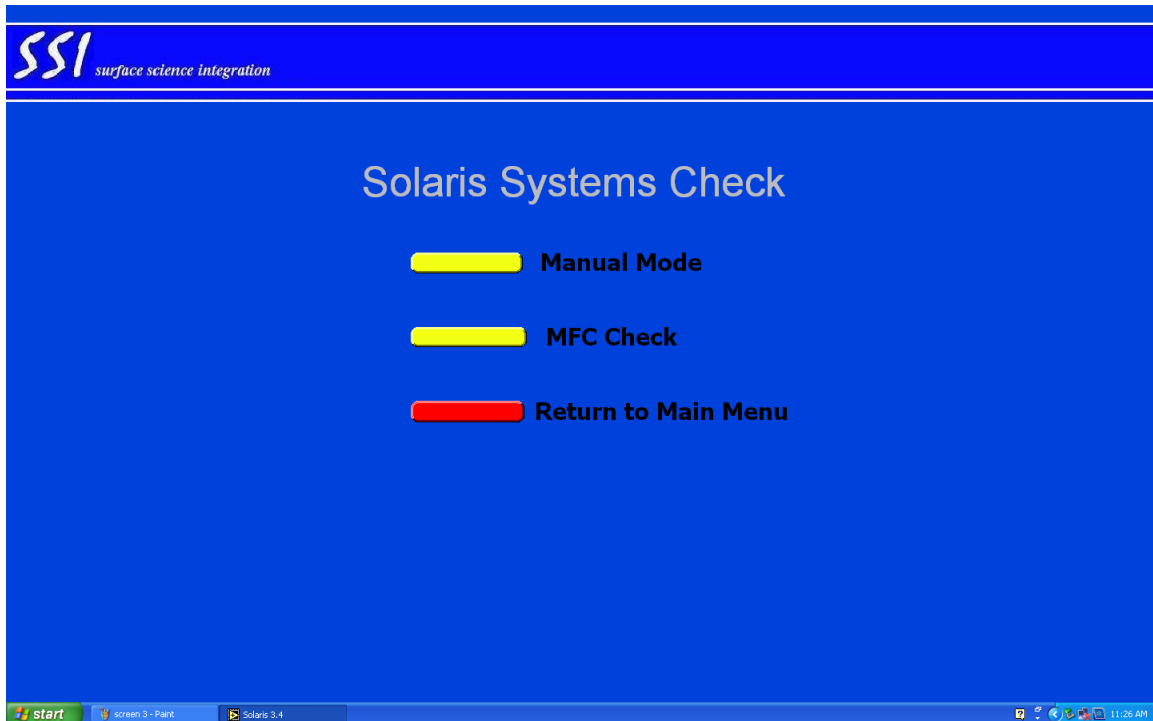 SSI surface science integration
Solaris Systems Check
Manual Mode
MFC Check
Return to Main Menu
start screen 3 - Paint Solaris 3.4 11:26 AM